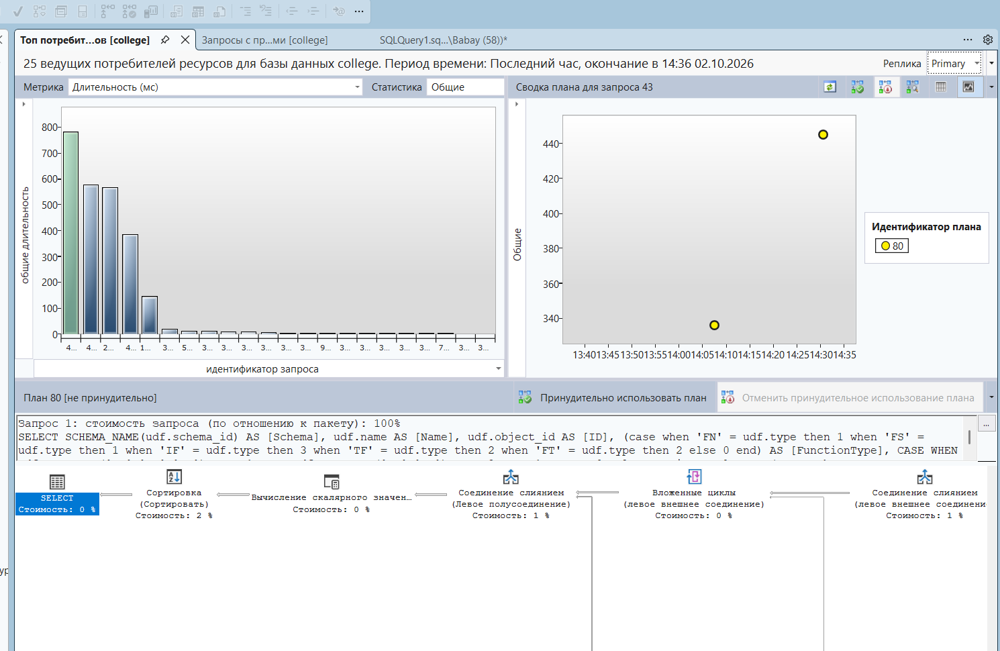 Топ потребит...ов [college]
Запросы с пр...ми [college]
SQLQuery1.sq...\Babay (58))*
25 ведущих потребителей ресурсов для базы данных college. Период времени: Последний час, окончание в 14:36 02.10.2026
Реплика
Primary
Метрика
Длительность (мс)
Статистика
Общие
Сводка плана для запроса 43
общие длительность
800
700
600
500
400
300
200
100
0
4... 4... 2... 4... 1... 3... 5... 3... 3... 3... 3... 3... 3... 9... 3... 3... 3... 3... 3... 7... 3... 3...
идентификатор запроса
Общие
440
420
400
380
360
340
13:40 13:45 13:50 13:55 14:00 14:05 14:10 14:15 14:20 14:25 14:30 14:35
Идентификатор плана
80
План 80 [не принудительно]
Принудительно использовать план
Отменить принудительное использование плана
Запрос 1: стоимость запроса (по отношению к пакету): 100%
SELECT SCHEMA_NAME(udf.schema_id) AS [Schema], udf.name AS [Name], udf.object_id AS [ID], (case when 'FN' = udf.type then 1 when 'FS' =
udf.type then 1 when 'IF' = udf.type then 3 when 'TF' = udf.type then 2 when 'FT' = udf.type then 2 else 0 end) AS [FunctionType], CASE WHEN
...
SELECT
Стоимость: 0 %
Сортировка
(Сортировать)
Стоимость: 2 %
Вычисление скалярного значен...
Стоимость: 0 %
Соединение слиянием
(Левое полусоединение)
Стоимость: 1 %
Вложенные циклы
(левое внешнее соединение)
Стоимость: 0 %
Соединение слиянием
(левое внешнее соединени
Стоимость: 1 %
ур